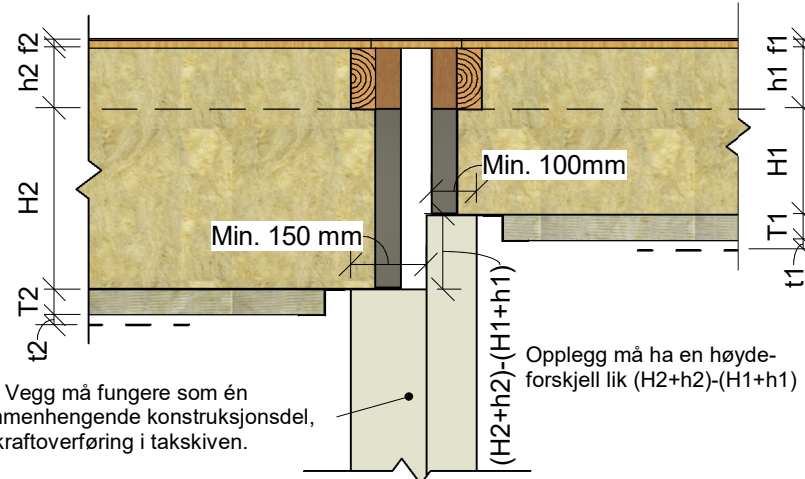 f2
h2
H2
T2
t2
f1
h1
H1
T1
t1
Min. 100mm
Min. 150 mm
(H2+h2)-(H1+h1)
Opplegg må ha en høyde-
forskjell lik (H2+h2)-(H1+h1)
Vegg må fungere som én
menhengende konstruksjonsdel,
kraftoverføring i takskiven.